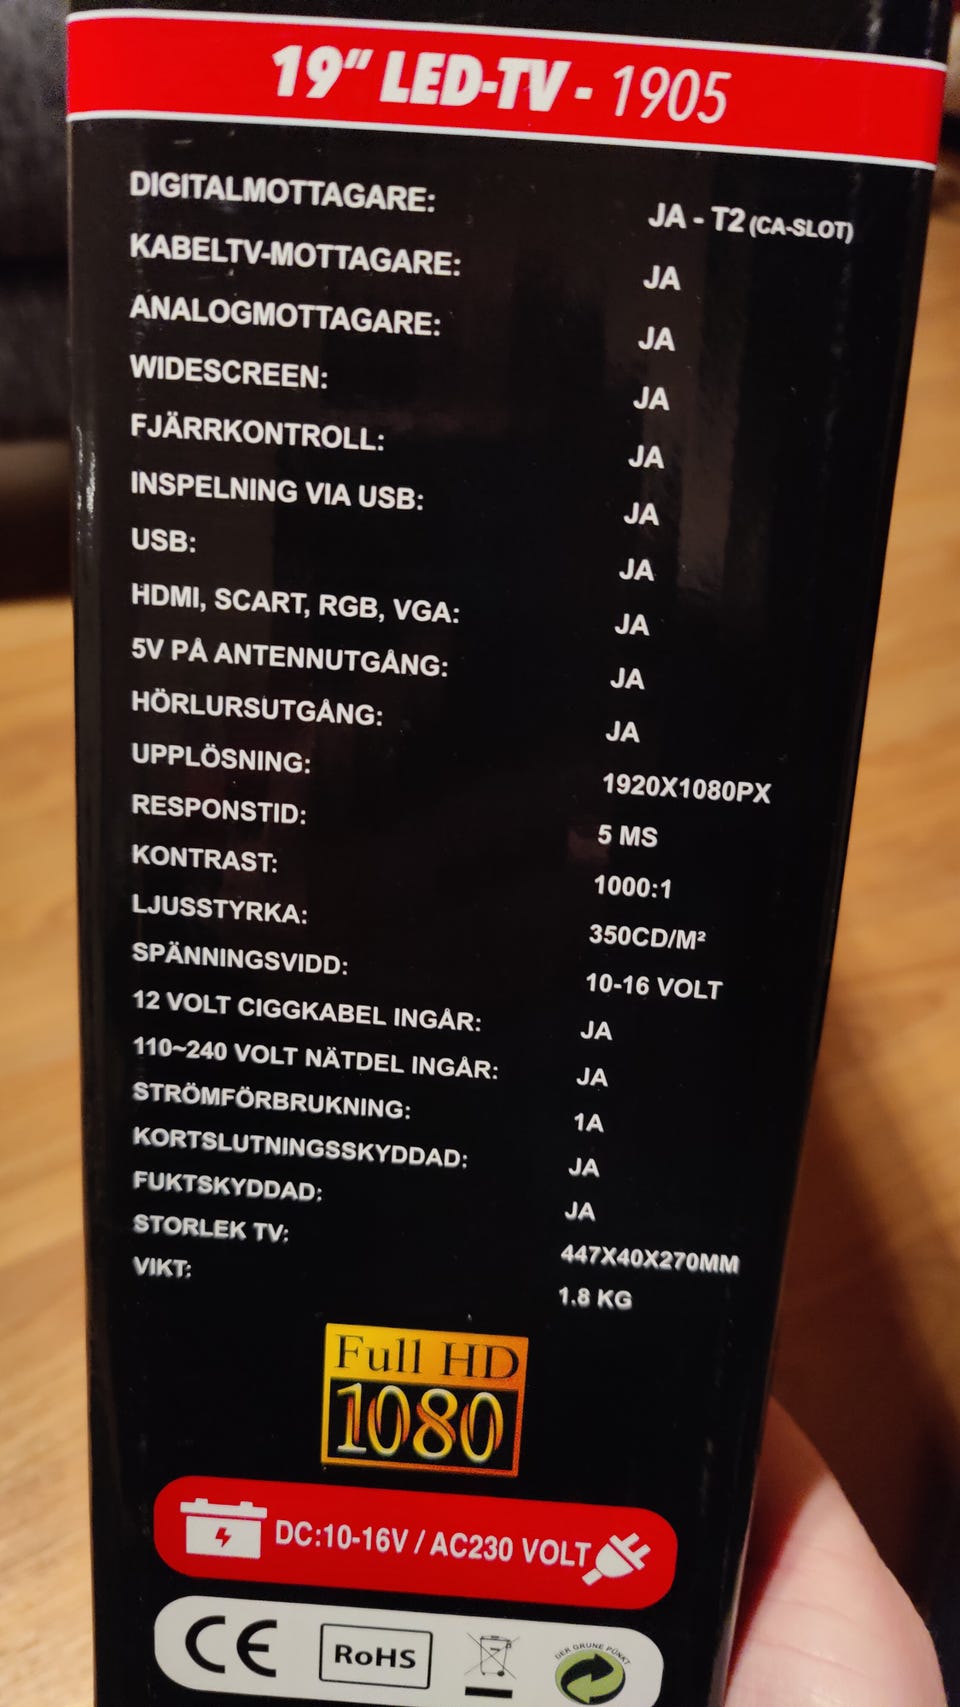 19" LED-TV - 1905
DIGITALMOTTAGARE: JA - T2 (CA-SLOT)
KABELTV-MOTTAGARE: JA
ANALOGMOTTAGARE: JA
WIDESCREEN: JA
FJÄRRKONTROLL: JA
INSPELNING VIA USB: JA
USB: JA
HDMI, SCART, RGB, VGA: JA
5V PÅ ANTENNUTGÅNG: JA
HÖRLURSUTGÅNG: JA
UPPLÖSNING: 1920X1080PX
RESPONSTID: 5 MS
KONTRAST: 1000:1
LJUSSTYRKA: 350CD/M²
SPÄNNINGSVIDD: 10-16 VOLT
12 VOLT CIGGKABEL INGÅR: JA
110~240 VOLT NÄTDEL INGÅR: JA
STRÖMFÖRBRUKNING: 1A
KORTSLUTNINGSSKYDDAD: JA
FUKTSKYDDAD: JA
STORLEK TV: 447X40X270MM
VIKT: 1.8 KG
Full HD
1080
DC:10-16V / AC230 VOLT
CE RoHS DER GRÜNE PUNKT